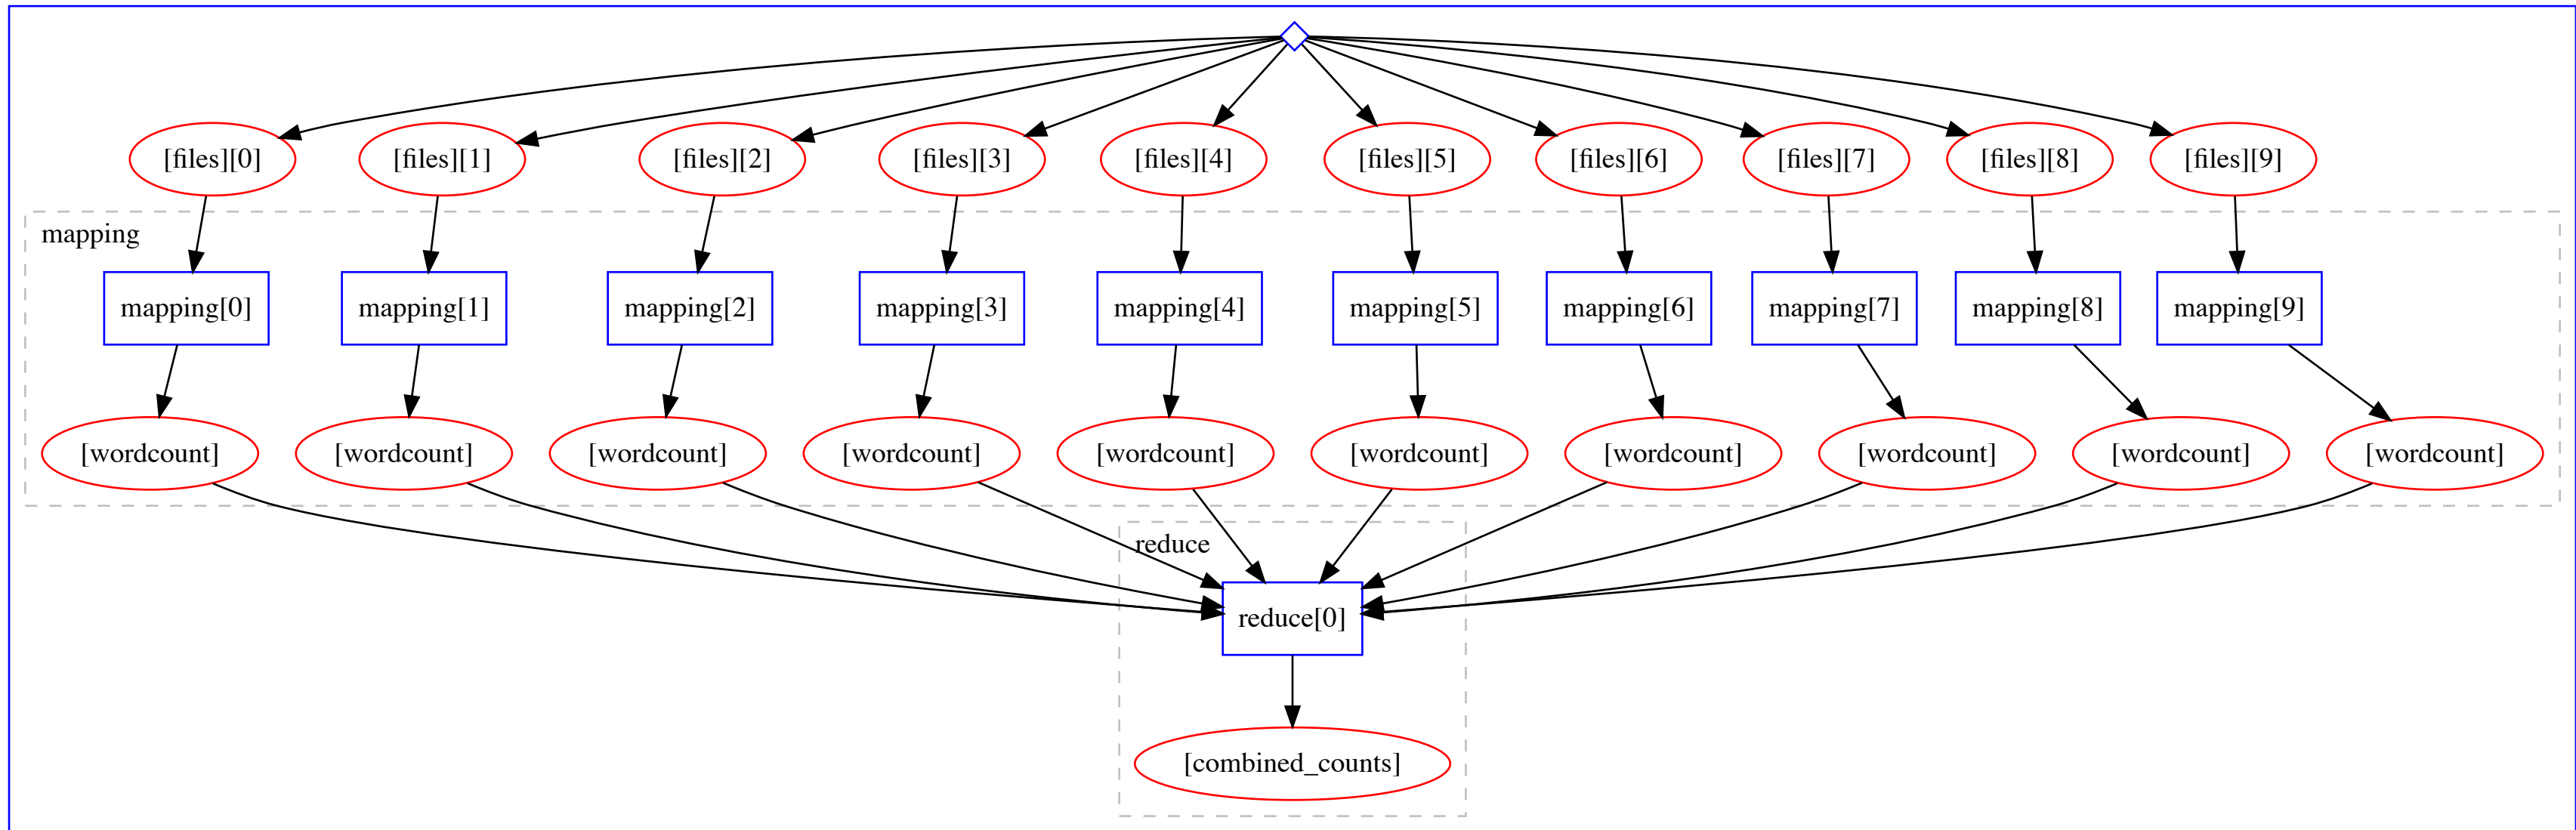 [files][0] [files][1] [files][2] [files][3] [files][4] [files][5] [files][6] [files][7] [files][8] [files][9]
mapping
mapping[0] mapping[1] mapping[2] mapping[3] mapping[4] mapping[5] mapping[6] mapping[7] mapping[8] mapping[9]
[wordcount] [wordcount] [wordcount] [wordcount] [wordcount] [wordcount] [wordcount] [wordcount] [wordcount] [wordcount]
reduce
reduce[0]
[combined_counts]